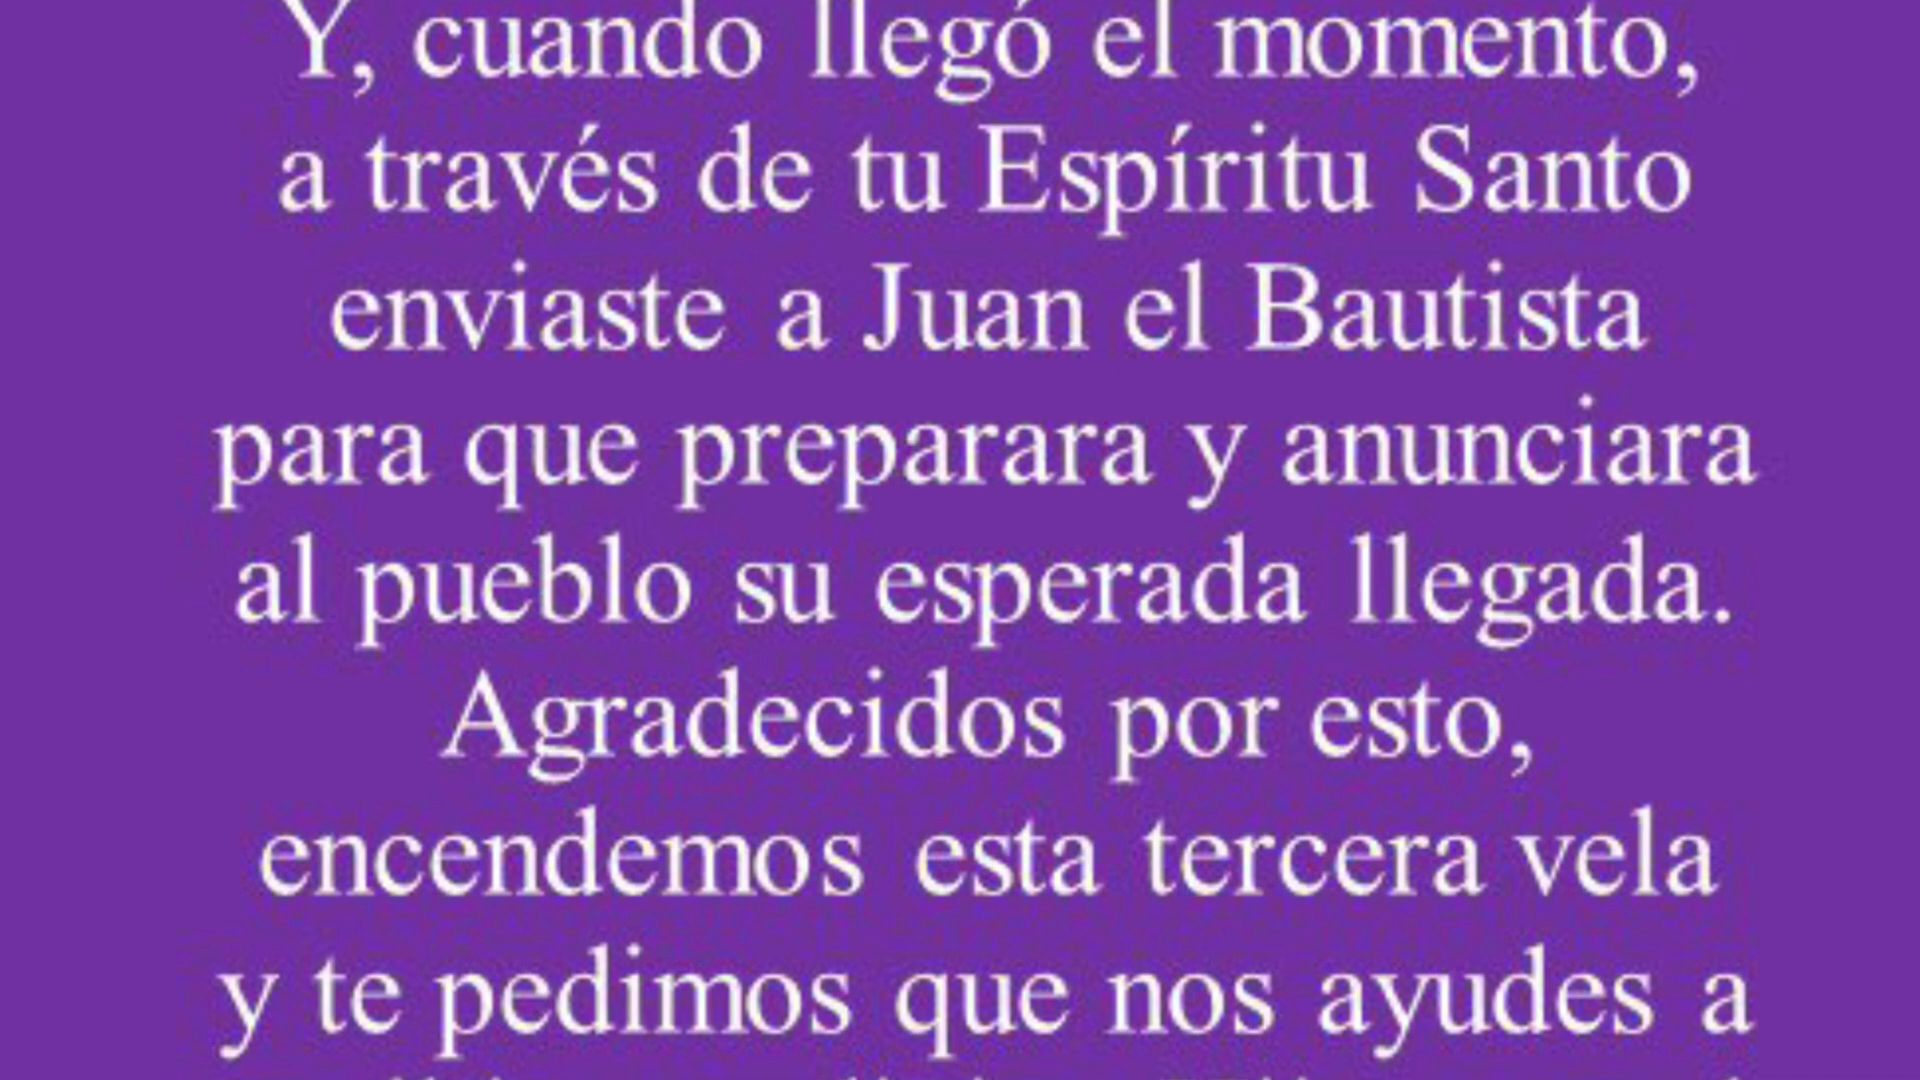 Y, cuando llegó el momento,
a través de tu Espíritu Santo
enviaste a Juan el Bautista
para que preparara y anunciara
al pueblo su esperada llegada.
Agradecidos por esto,
encendemos esta tercera vela
y te pedimos que nos ayudes a